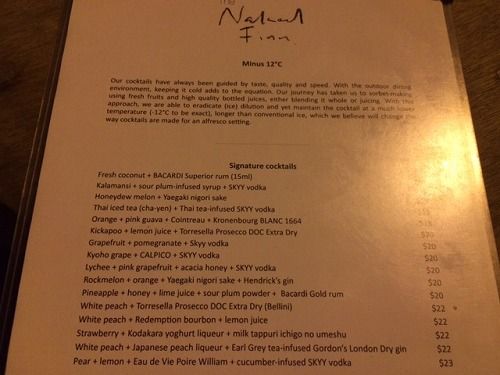 The
Naked
Finn
Minus 12°C
Our cocktails have always been guided by taste, quality and speed. With the outdoor dining
environment, keeping it cold adds to the equation. Our journey has taken us to sorbet-making
using fresh fruits and high quality bottled juices, either blending it whole or juicing. With this
approach, we are able to eradicate (ice) dilution and yet maintain the cocktail at a much lower
temperature (-12°C to be exact), longer than conventional ice, which we believe will change the
way cocktails are made for an alfresco setting.
Signature cocktails
Fresh coconut + BACARDI Superior rum (15ml)
Kalamansi + sour plum-infused syrup + SKYY vodka
Honeydew melon + Yaegaki nigori sake
Thai iced tea (cha-yen) + Thai tea-infused SKYY vodka
Orange + pink guava + Cointreau + Kronenbourg BLANC 1664
Kickapoo + lemon juice + Torresella Prosecco DOC Extra Dry $20
Grapefruit + pomegranate + Skyy vodka $20
Kyoho grape + CALPICO + SKYY vodka $20
Lychee + pink grapefruit + acacia honey + SKYY vodka $20
Rockmelon + orange + Yaegaki nigori sake + Hendrick's gin $20
Pineapple + honey + lime juice + sour plum powder + Bacardi Gold rum $20
White peach + Torresella Prosecco DOC Extra Dry (Bellini) $22
White peach + Redemption bourbon + lemon juice $22
Strawberry + Kodakara yoghurt liqueur + milk tappuri ichigo no umeshu $22
White peach + Japanese peach liqueur + Earl Grey tea-infused Gordon's London Dry gin $22
Pear + lemon + Eau de Vie Poire William + cucumber-infused SKYY vodka $23